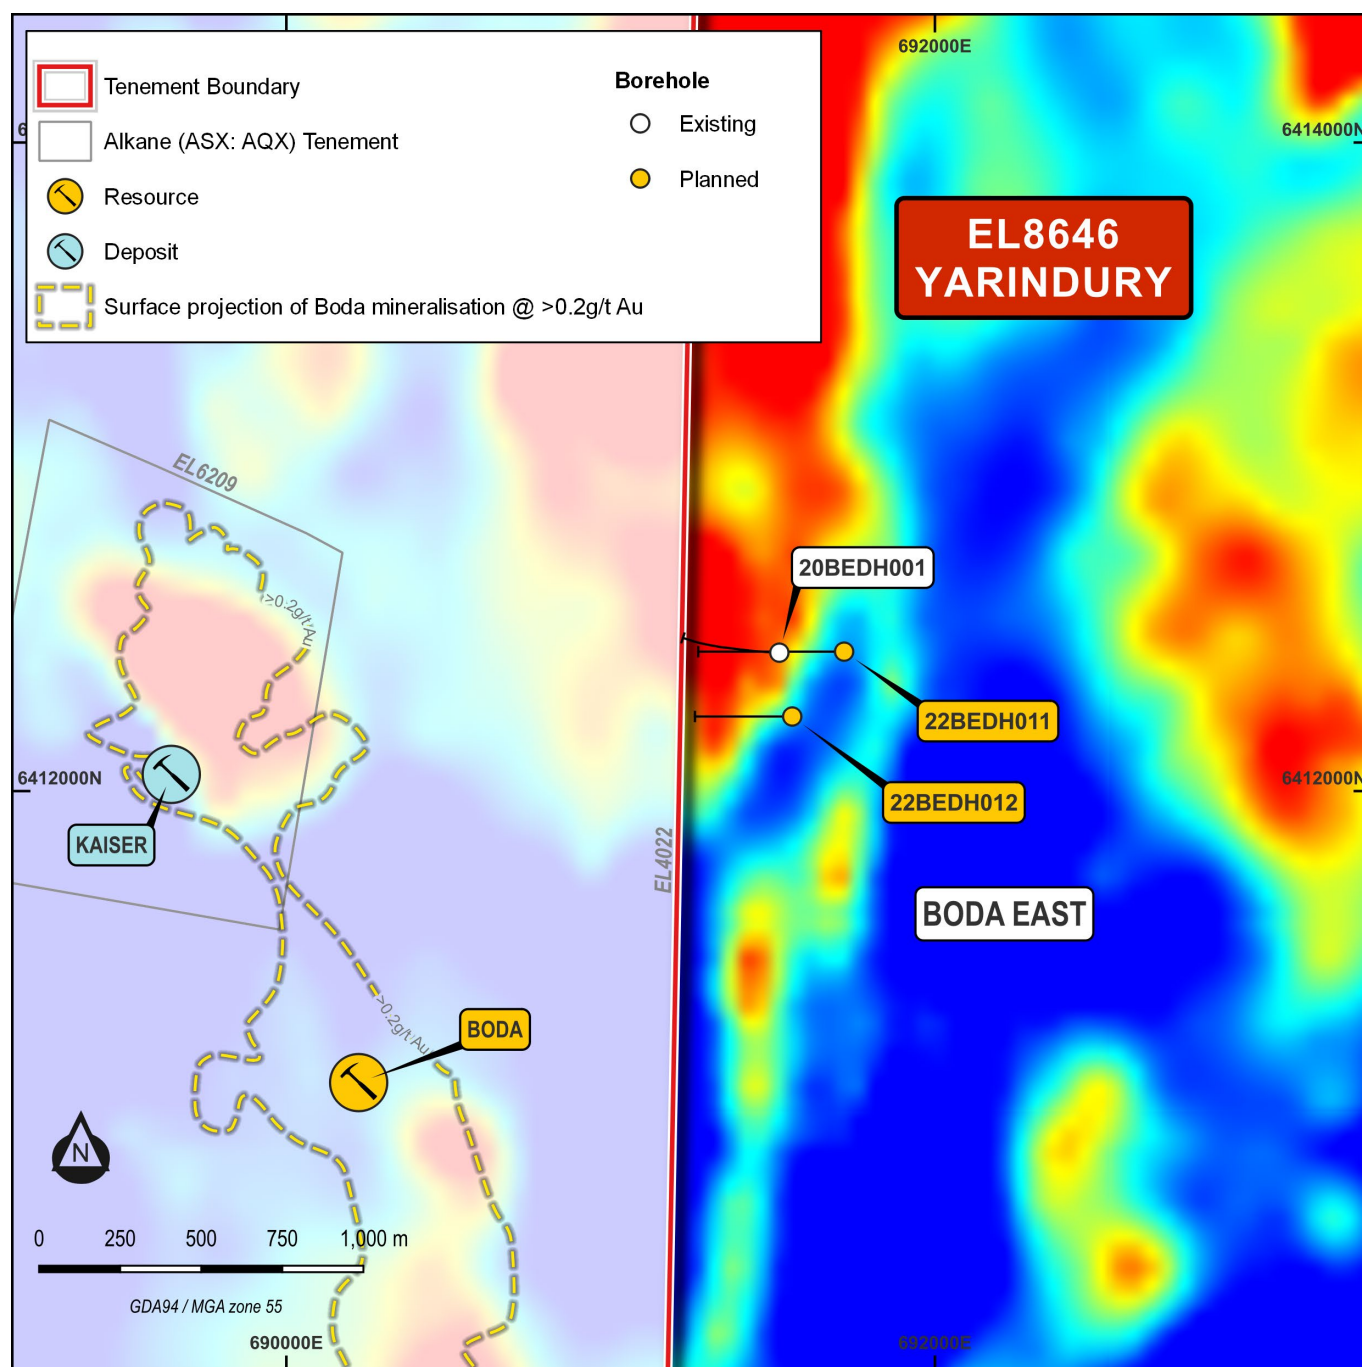 692000E
Tenement Boundary
Alkane (ASX: AQX) Tenement
Resource
Deposit
Surface projection of Boda mineralisation @ >0.2g/t Au
Borehole
Existing
Planned
6414000N
EL8646
YARINDURY
EL6209
>0.2g/t Au
20BEDH001
22BEDH011
22BEDH012
6412000N
6412000N
KAISER
EL4022
BODA EAST
>0.2g/t Au
BODA
N
0 250 500 750 1,000 m
GDA94 / MGA zone 55
690000E
692000E